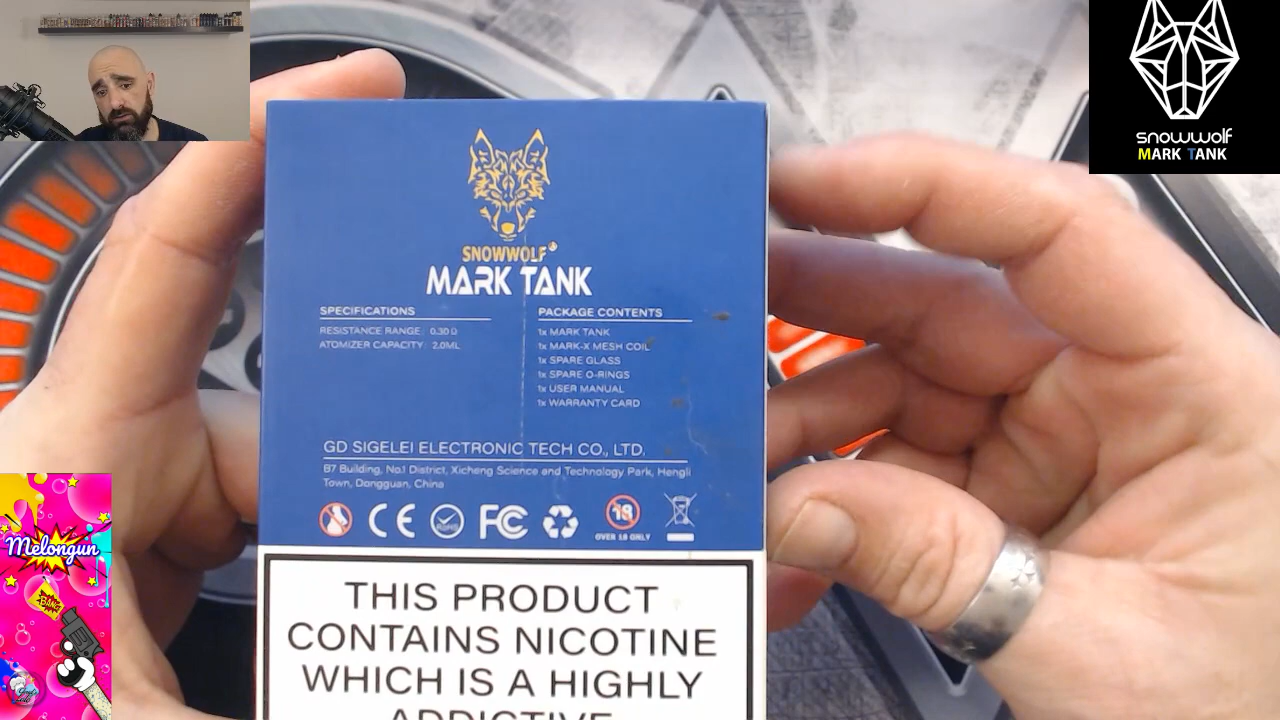 snowwolf
MARK TANK
SNOWWOLF
MARK TANK
SPECIFICATIONS
RESISTANCE RANGE : 0.30Ω
ATOMIZER CAPACITY : 2.0ML
PACKAGE CONTENTS
1x MARK TANK
1x MARK-X MESH COIL
1x SPARE GLASS
1x SPARE O-RINGS
1x USER MANUAL
1x WARRANTY CARD
GD SIGELEI ELECTRONIC TECH CO., LTD.
B7 Building, No.1 District, Xicheng Science and Technology Park, Hengli
Town, Dongguan, China
CE RoHS FC 18
OVER 18 ONLY
THIS PRODUCT
CONTAINS NICOTINE
WHICH IS A HIGHLY
ADDICTIVE
Melongun
BANG